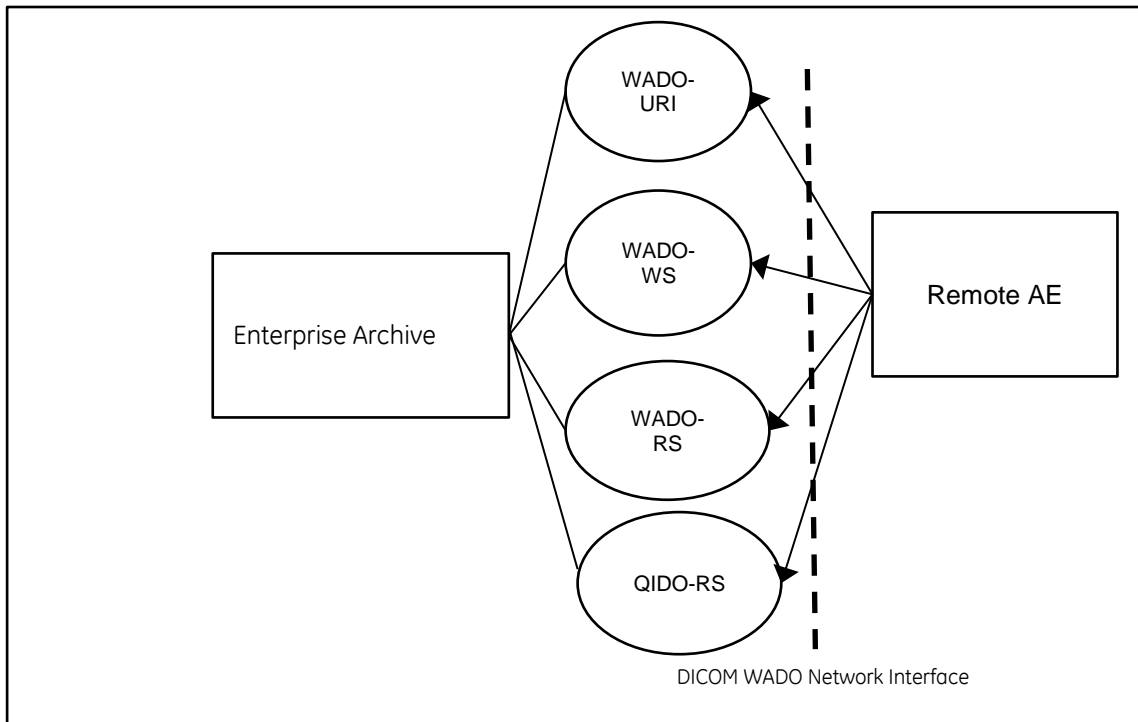 WADO-
URI
WADO-
WS
Enterprise Archive
Remote AE
WADO-
RS
QIDO-RS
DICOM WADO Network Interface